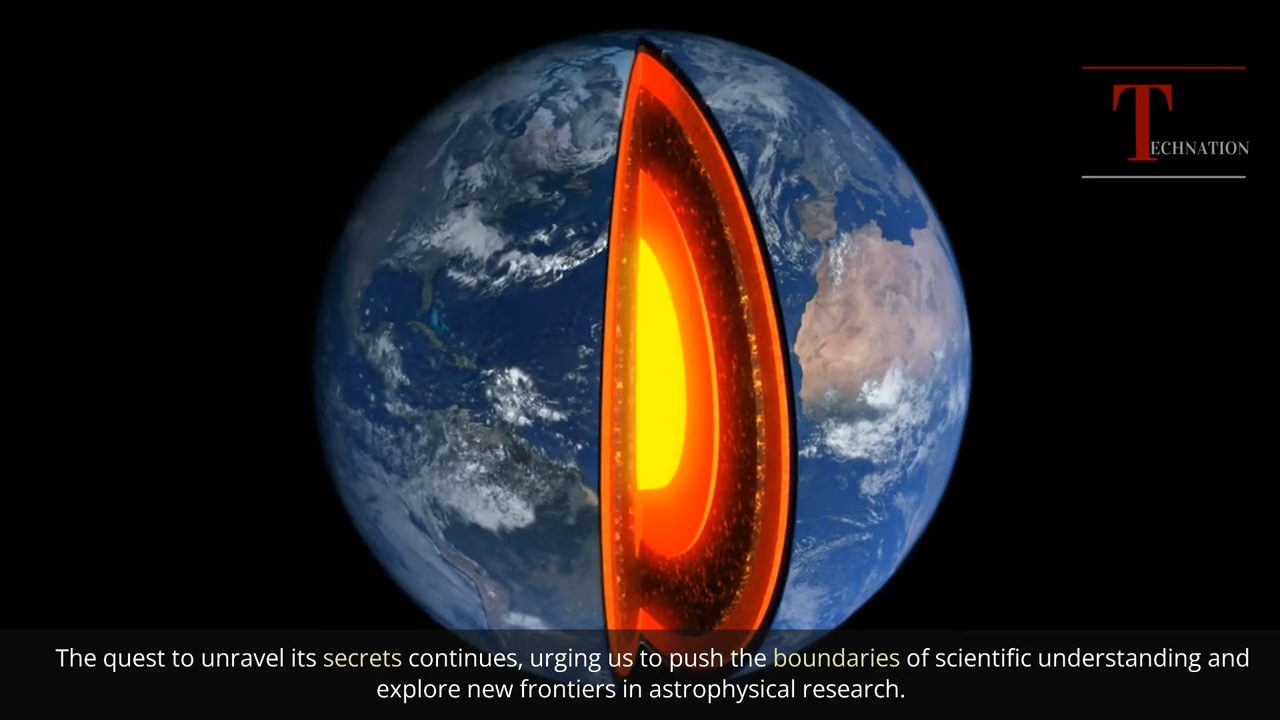 TECHNATION
The quest to unravel its secrets continues, urging us to push the boundaries of scientific understanding and
explore new frontiers in astrophysical research.